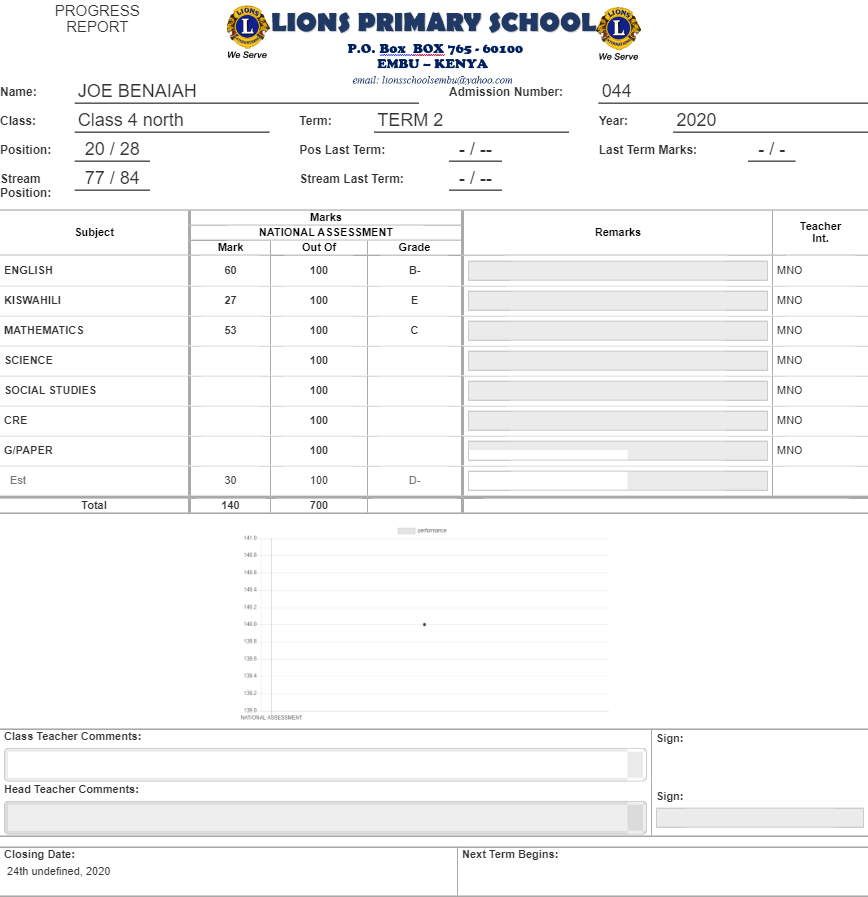 PROGRESS
REPORT
LIONS
L
INTERNATIONAL
We Serve
LIONS PRIMARY SCHOOL
P.O. Box BOX 765 - 60100
EMBU – KENYA
email: lionsschoolsembu@yahoo.com
LIONS
L
INTERNATIONAL
We Serve
Name: JOE BENAIAH Admission Number: 044
Class: Class 4 north Term: TERM 2 Year: 2020
Position: 20 / 28 Pos Last Term: - / -- Last Term Marks: - / -
Stream Position: 77 / 84 Stream Last Term: - / --
Subject Marks Remarks Teacher Int.
NATIONAL ASSESSMENT
Mark Out Of Grade
ENGLISH 60 100 B- MNO
KISWAHILI 27 100 E MNO
MATHEMATICS 53 100 C MNO
SCIENCE 100 MNO
SOCIAL STUDIES 100 MNO
CRE 100 MNO
G/PAPER 100 MNO
Est 30 100 D-
Total 140 700
performance
141.0
140.8
140.6
140.4
140.2
140.0
139.8
139.6
139.4
139.2
139.0
NATIONAL ASSESSMENT
Class Teacher Comments: Sign:
Head Teacher Comments:
Sign:
Closing Date: Next Term Begins:
24th undefined, 2020